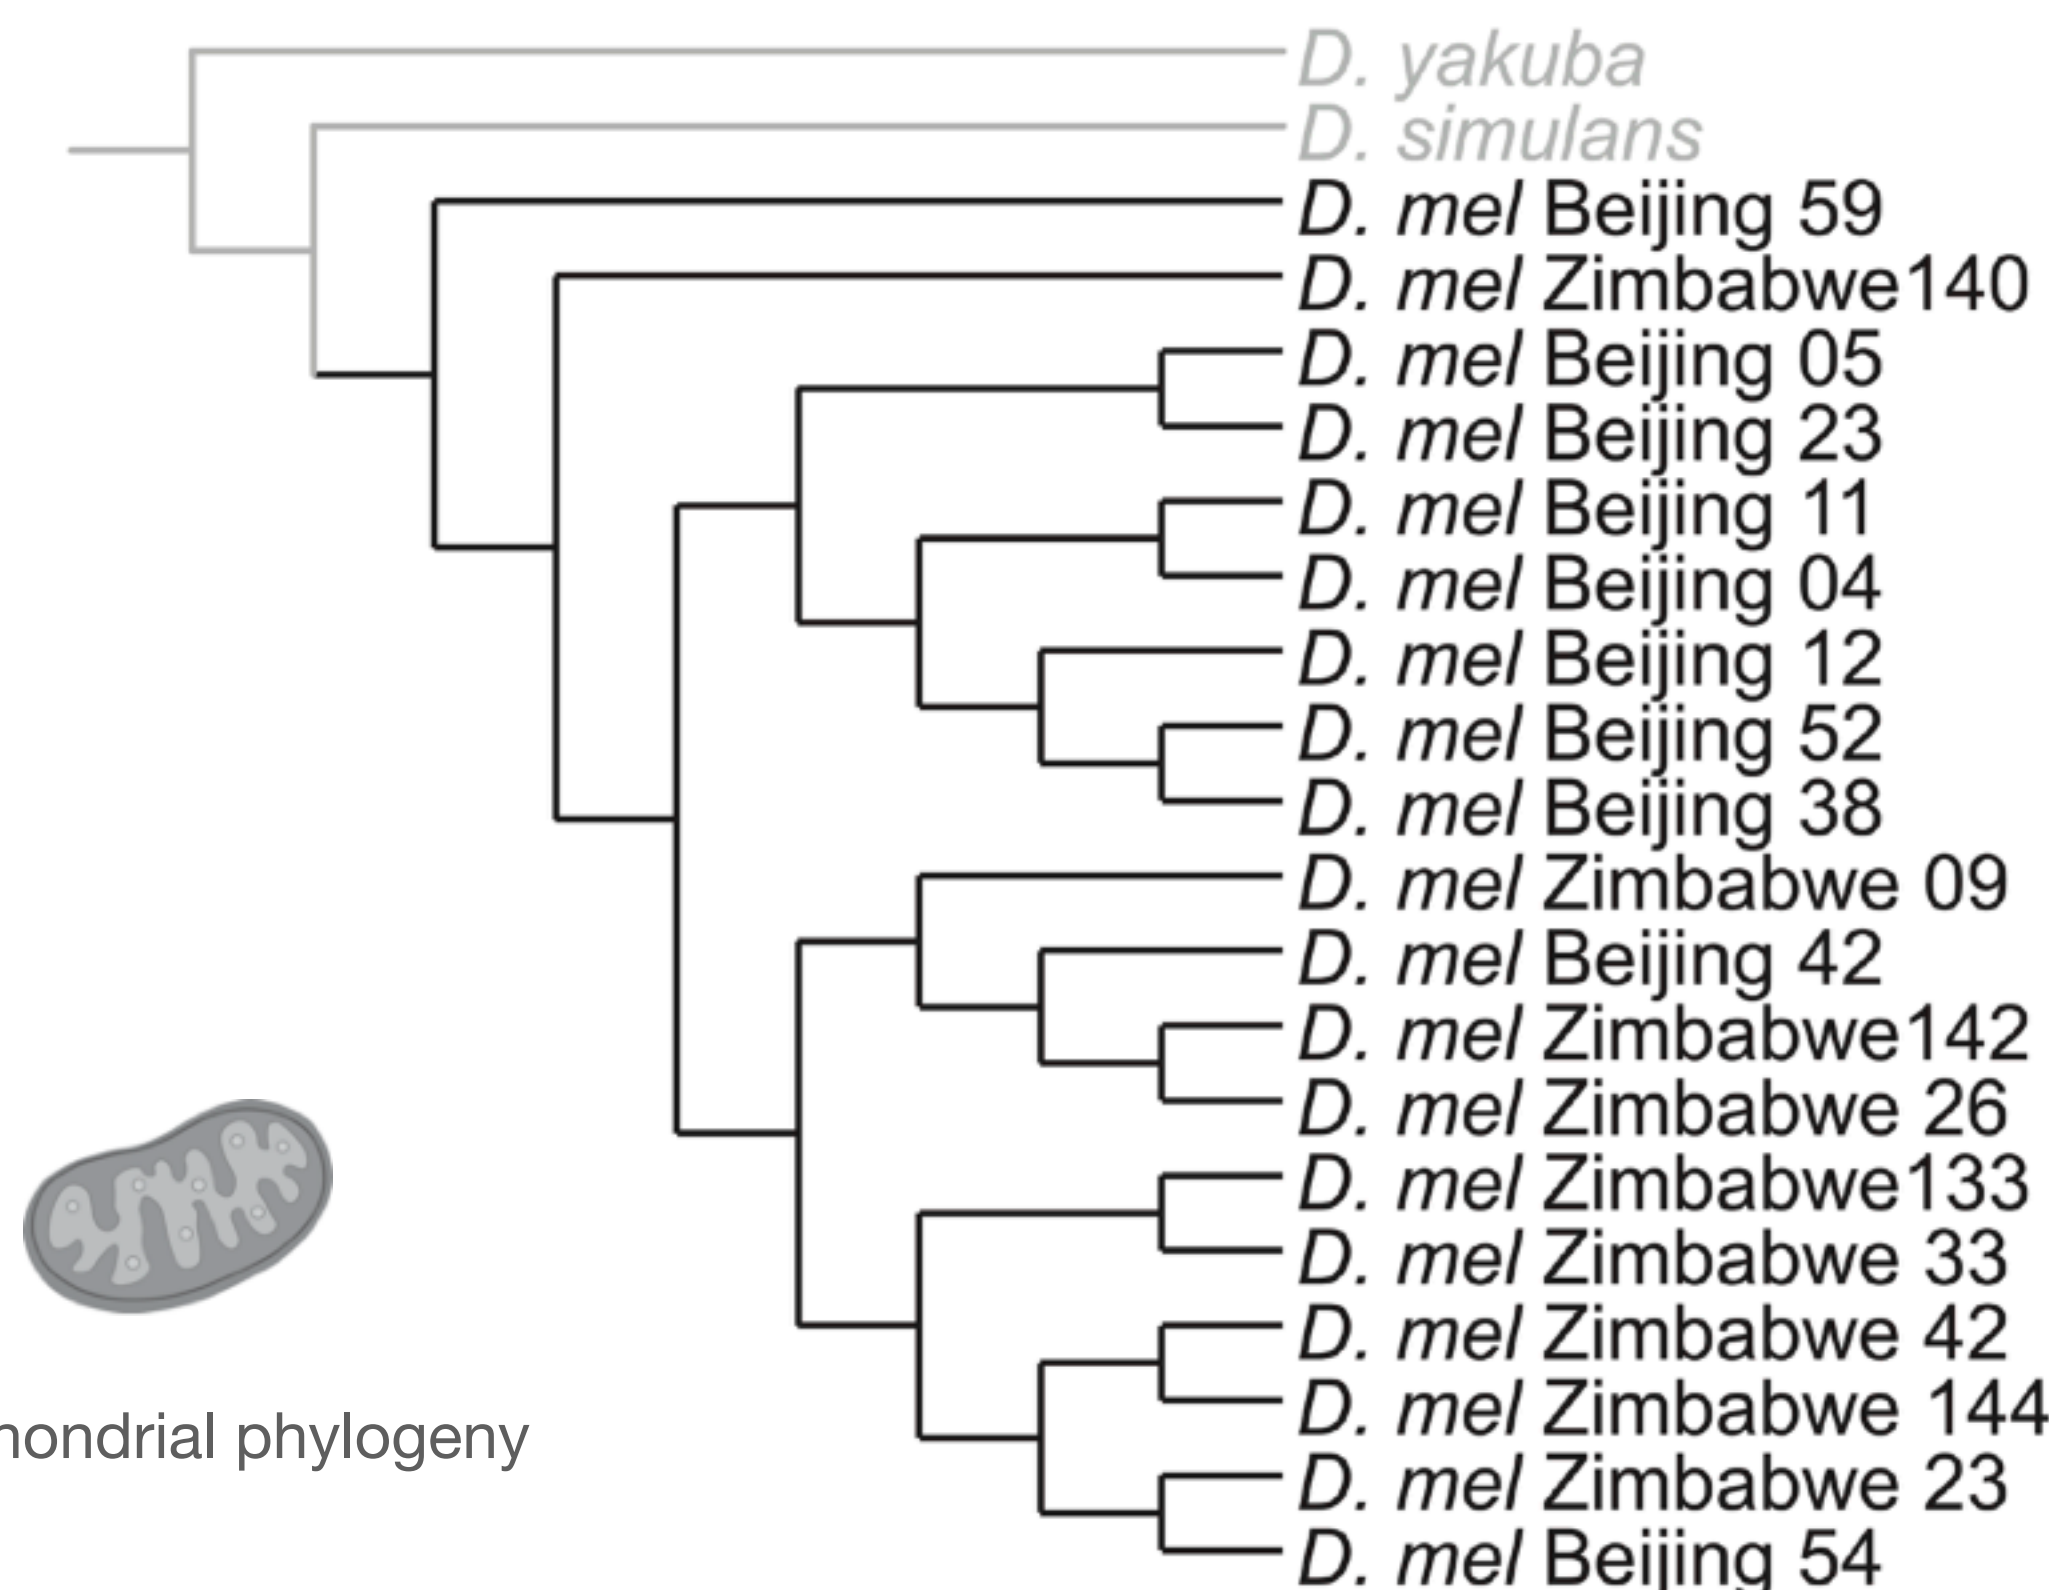 D. yakuba
D. simulans
D. mel Beijing 59
D. mel Zimbabwe140
D. mel Beijing 05
D. mel Beijing 23
D. mel Beijing 11
D. mel Beijing 04
D. mel Beijing 12
D. mel Beijing 52
D. mel Beijing 38
D. mel Zimbabwe 09
D. mel Beijing 42
D. mel Zimbabwe142
D. mel Zimbabwe 26
D. mel Zimbabwe133
D. mel Zimbabwe 33
D. mel Zimbabwe 42
D. mel Zimbabwe 144
D. mel Zimbabwe 23
D. mel Beijing 54
phylogeny